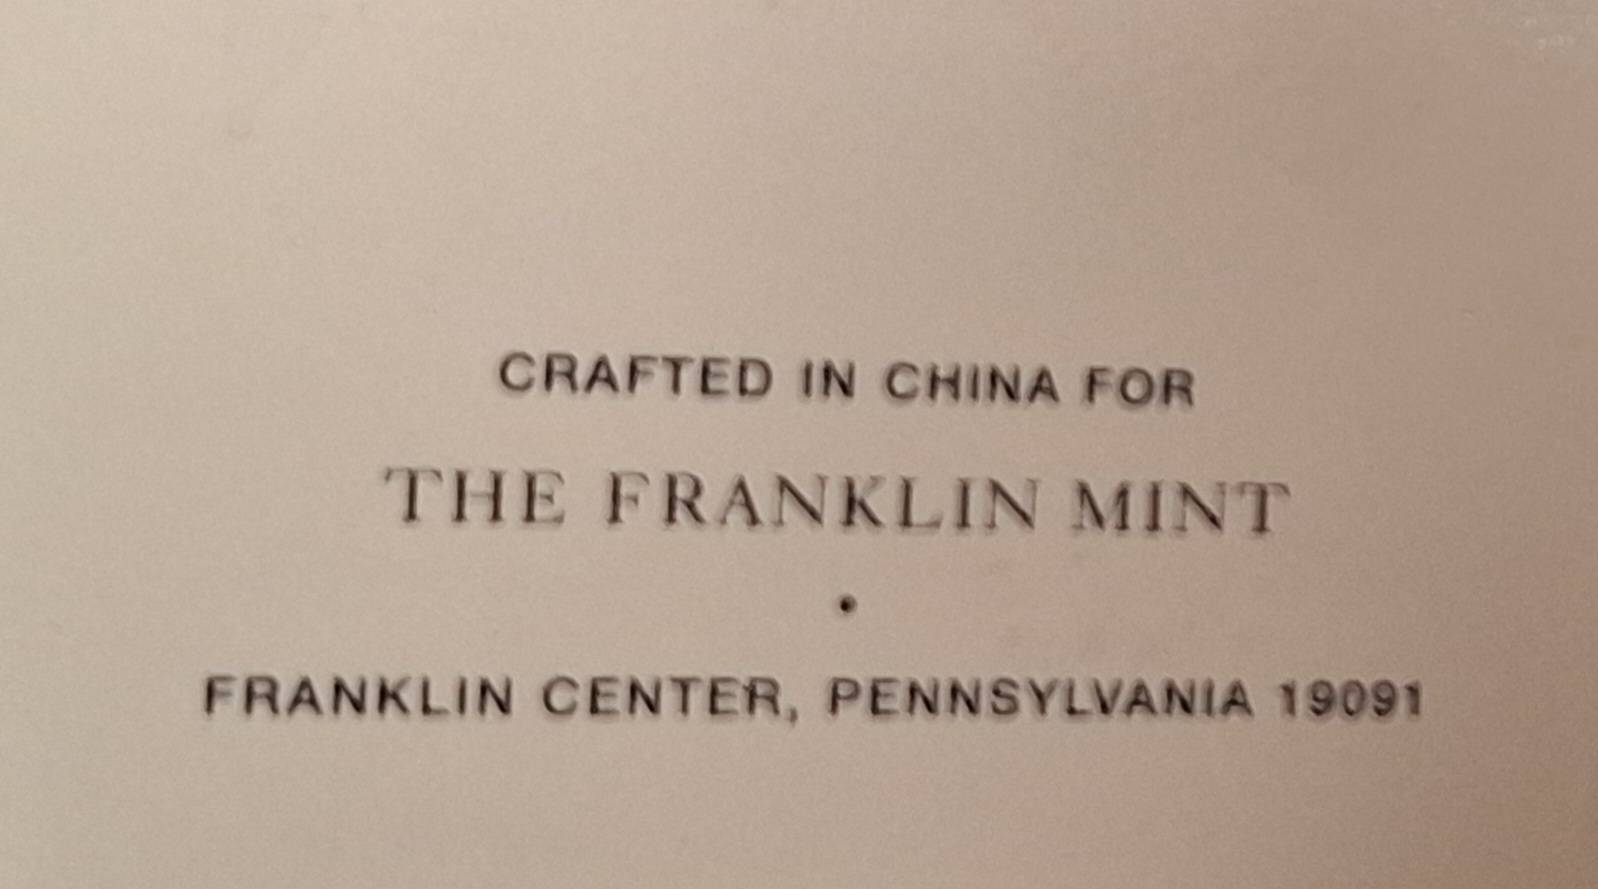 CRAFTED IN CHINA FOR
THE FRANKLIN MINT
•
FRANKLIN CENTER, PENNSYLVANIA 19091